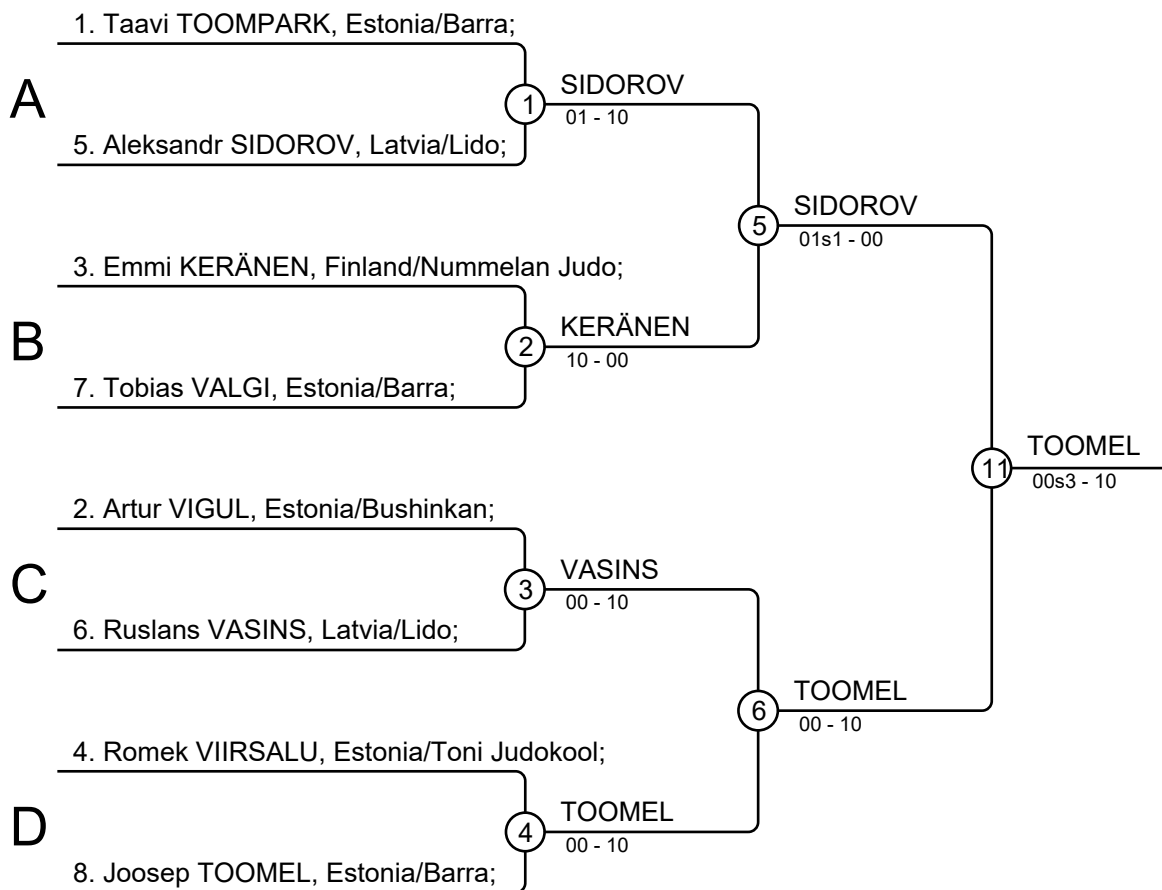 1. Taavi TOOMPARK, Estonia/Barra;
A
1
SIDOROV
01 - 10
5. Aleksandr SIDOROV, Latvia/Lido;
5
SIDOROV
01s1 - 00
3. Emmi KERÄNEN, Finland/Nummelan Judo;
B
2
KERÄNEN
10 - 00
7. Tobias VALGI, Estonia/Barra;
11
TOOMEL
00s3 - 10
2. Artur VIGUL, Estonia/Bushinkan;
C
3
VASINS
00 - 10
6. Ruslans VASINS, Latvia/Lido;
6
TOOMEL
00 - 10
4. Romek VIIRSALU, Estonia/Toni Judokool;
D
4
TOOMEL
00 - 10
8. Joosep TOOMEL, Estonia/Barra;